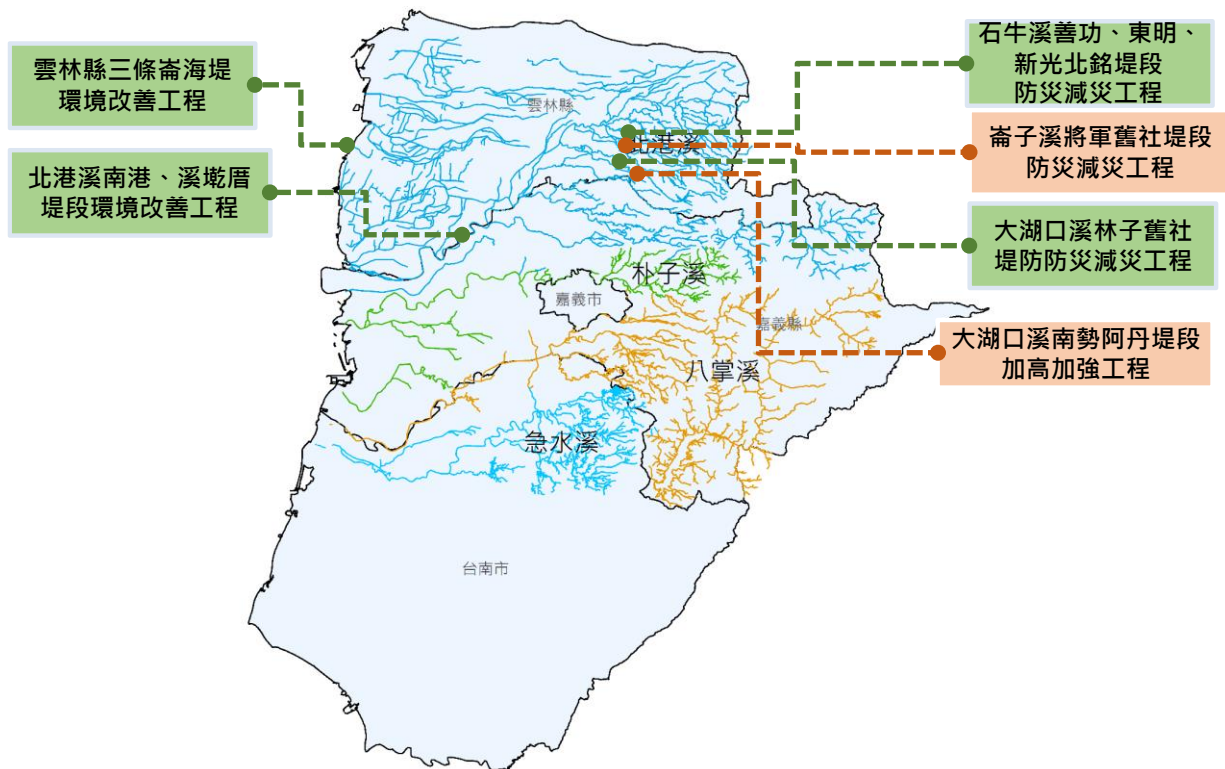 雲林縣三條崙海堤
環境改善工程
北港溪南港、溪墘厝
堤段環境改善工程
石牛溪善功、東明、
新光北銘堤段
防災減災工程
崙子溪將軍舊社堤段
防災減災工程
大湖口溪林子舊社
堤防防災減災工程
大湖口溪南勢阿丹堤段
加高加強工程
雲林縣
北港溪
朴子溪
嘉義市
嘉義縣
八掌溪
急水溪
台南市